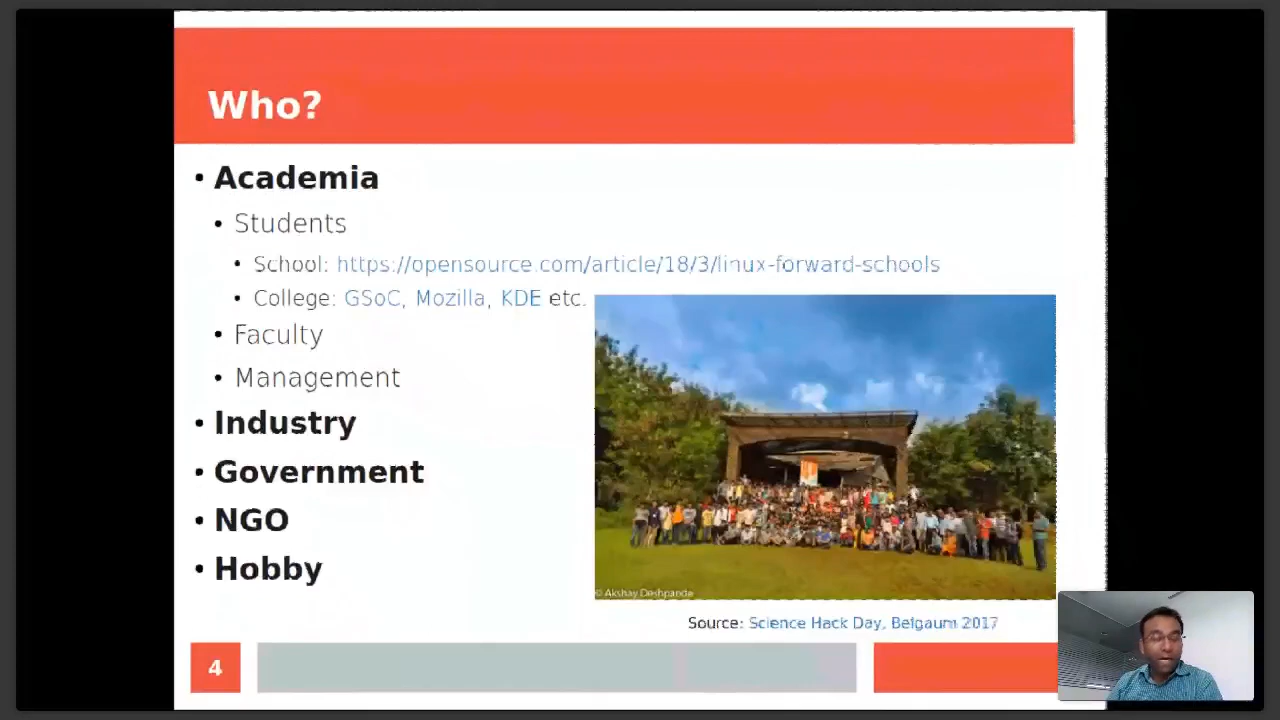 Who?
• Academia
• Students
• School: https://opensource.com/article/18/3/linux-forward-schools
• College: GSoC, Mozilla, KDE etc.
• Faculty
• Management
• Industry
• Government
• NGO
• Hobby
© Akshay Deshpande
Source: Science Hack Day, Belgaum 2017
4